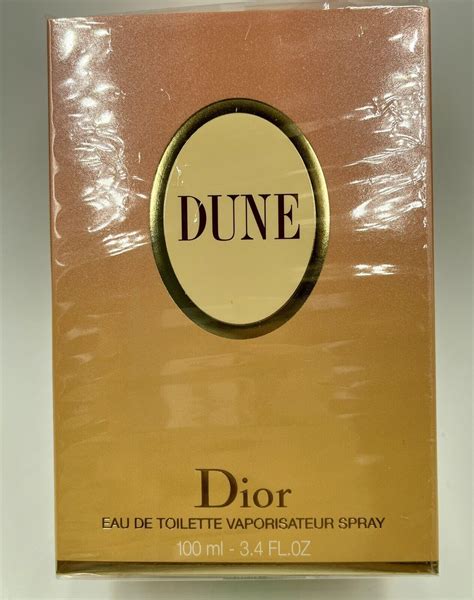 DUNE
Dior
EAU DE TOILETTE VAPORISATEUR SPRAY
100 ml - 3.4 FL.OZ